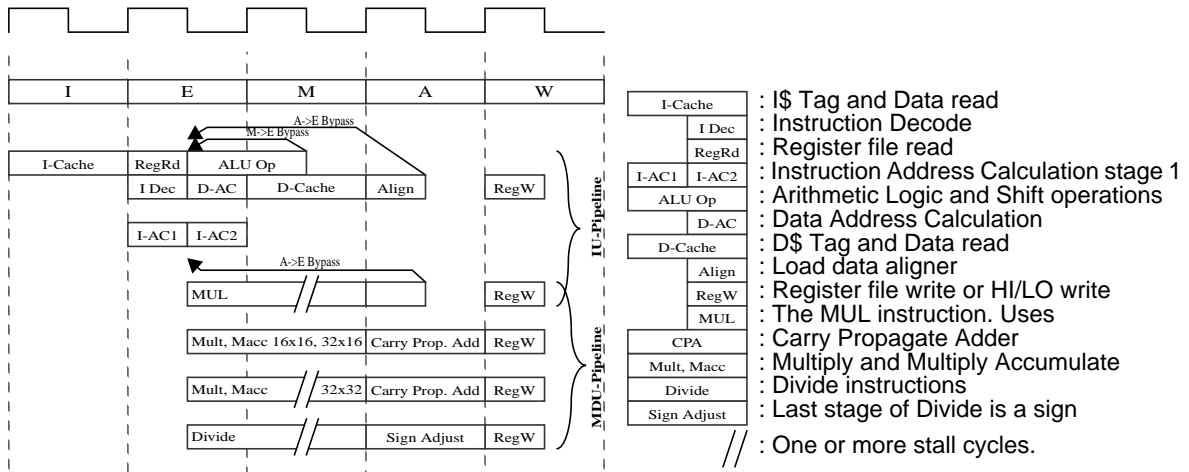 I E M A W
A->E Bypass
M->E Bypass
I-Cache RegRd ALU Op
I Dec D-AC D-Cache Align RegW
I-AC1 I-AC2
A->E Bypass
MUL RegW
Mult, Macc 16x16, 32x16 Carry Prop. Add RegW
Mult, Macc 32x32 Carry Prop. Add RegW
Divide Sign Adjust RegW
IU-Pipeline
MDU-Pipeline
I-Cache : I$ Tag and Data read
I Dec : Instruction Decode
RegRd : Register file read
I-AC1 I-AC2 : Instruction Address Calculation stage 1
ALU Op : Arithmetic Logic and Shift operations
D-AC : Data Address Calculation
D-Cache : D$ Tag and Data read
Align : Load data aligner
RegW : Register file write or HI/LO write
MUL : The MUL instruction. Uses
CPA : Carry Propagate Adder
Mult, Macc : Multiply and Multiply Accumulate
Divide : Divide instructions
Sign Adjust : Last stage of Divide is a sign
// : One or more stall cycles.